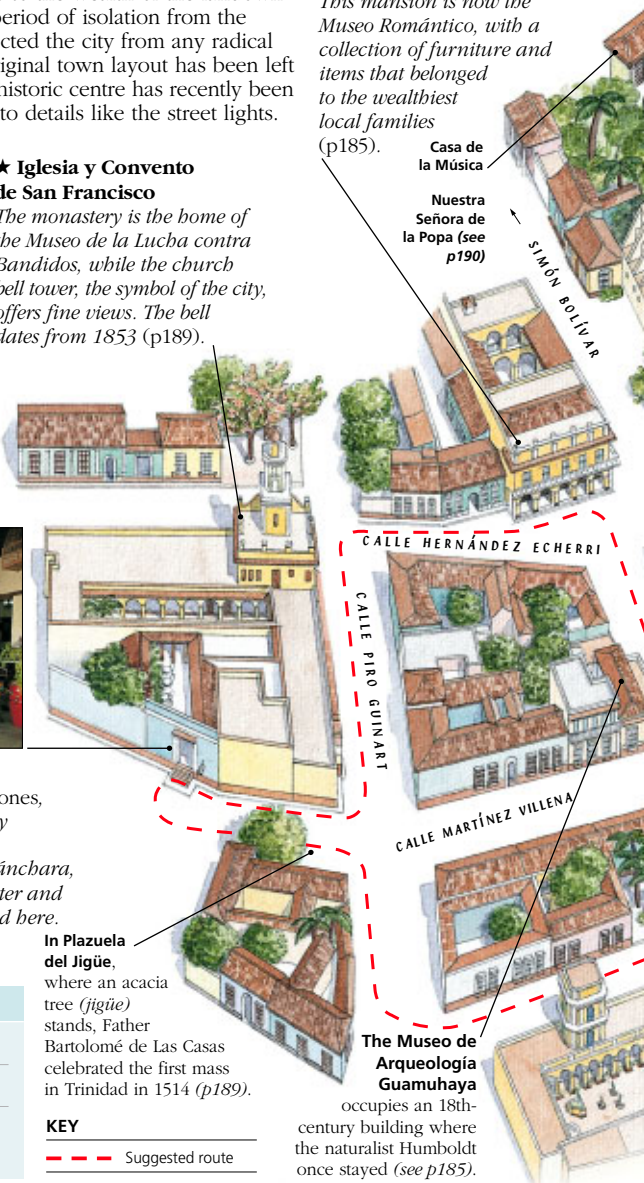 period of isolation from the
cted the city from any radical
riginal town layout has been left
historic centre has recently been
to details like the street lights.
This mansion is now the
Museo Romántico, with a
collection of furniture and
items that belonged
to the wealthiest
local families
(p185).
★ Iglesia y Convento
de San Francisco
The monastery is the home of
the Museo de la Lucha contra
Bandidos, while the church
bell tower, the symbol of the city,
offers fine views. The bell
dates from 1853 (p189).
Casa de
la Música
Nuestra
Señora de
la Popa (see
p190)
SIMÓN BOLÍVAR
CALLE HERNÁNDEZ ECHERRI
CALLE PIRO GUINART
CALLE MARTÍNEZ VILLENA
ones,
y
ánchara,
ter and
d here.
In Plazuela
del Jigüe,
where an acacia
tree (jigüe)
stands, Father
Bartolomé de Las Casas
celebrated the first mass
in Trinidad in 1514 (p189).
The Museo de
Arqueología
Guamuhaya
occupies an 18th-
century building where
the naturalist Humboldt
once stayed (see p185).
KEY
Suggested route